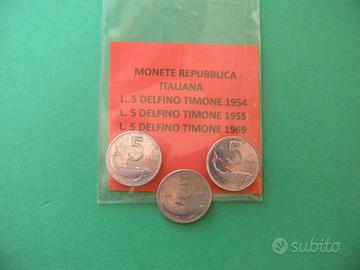 MONETE REPUBBLICA
ITALIANA
L..5 DELFINO TIMONE 1954
L. 5 DELFINO TIMONE 1955
L. 5 DELFINO TIMONE 1969
5
5
5
subito